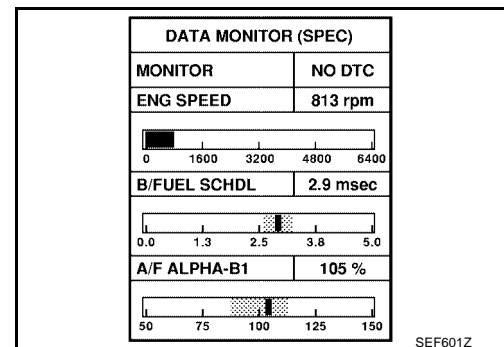 DATA MONITOR (SPEC)
MONITOR NO DTC
ENG SPEED 813 rpm
0 1600 3200 4800 6400
B/FUEL SCHDL 2.9 msec
0.0 1.3 2.5 3.8 5.0
A/F ALPHA-B1 105 %
50 75 100 125 150
SEF601Z